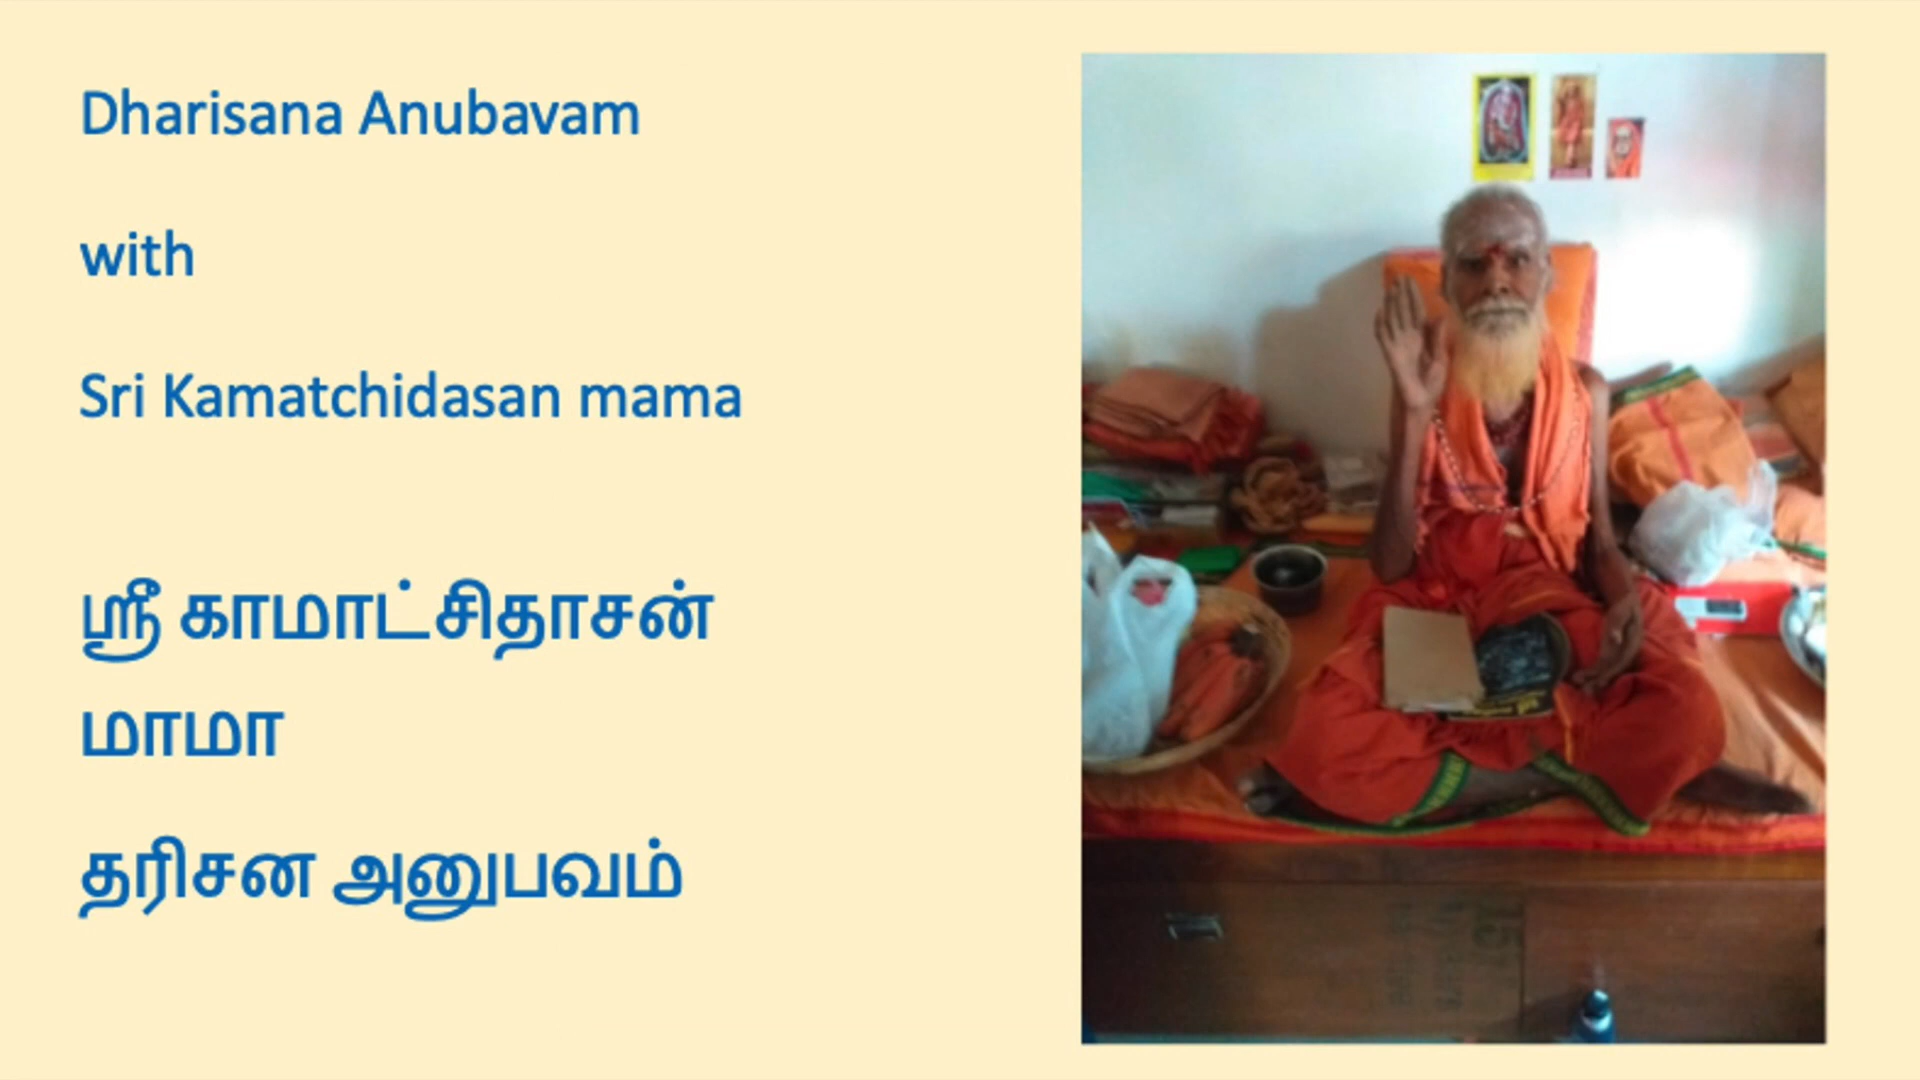 Dharisana Anubavam
with
Sri Kamatchidasan mama
ஸ்ரீ காமாட்சிதாசன்
மாமா
தரிசன அனுபவம்